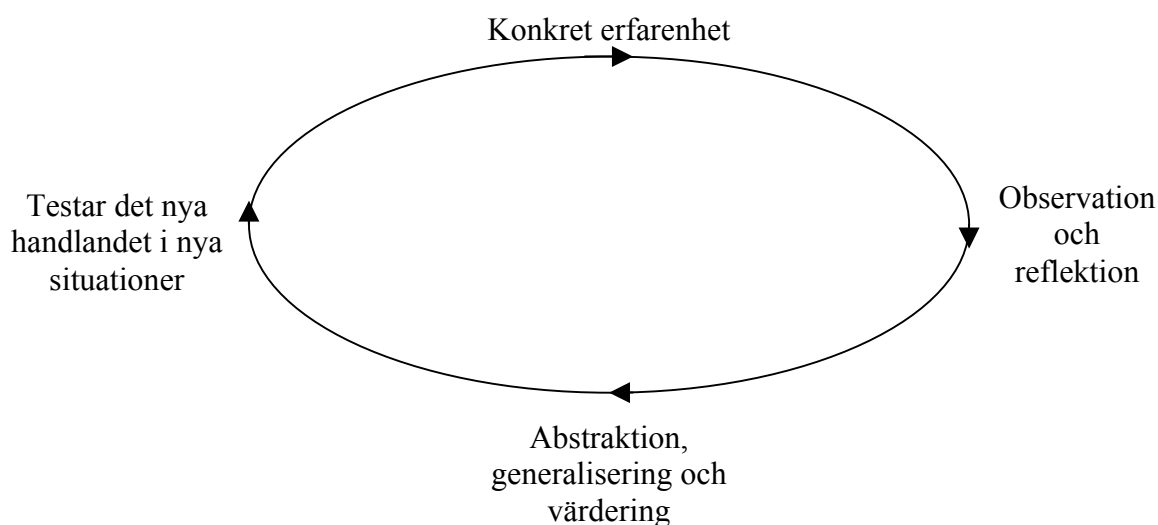 Konkret erfarenhet
Observation
och
reflektion
Abstraktion,
generalisering och
värdering
Testar det nya
handlandet i nya
situationer